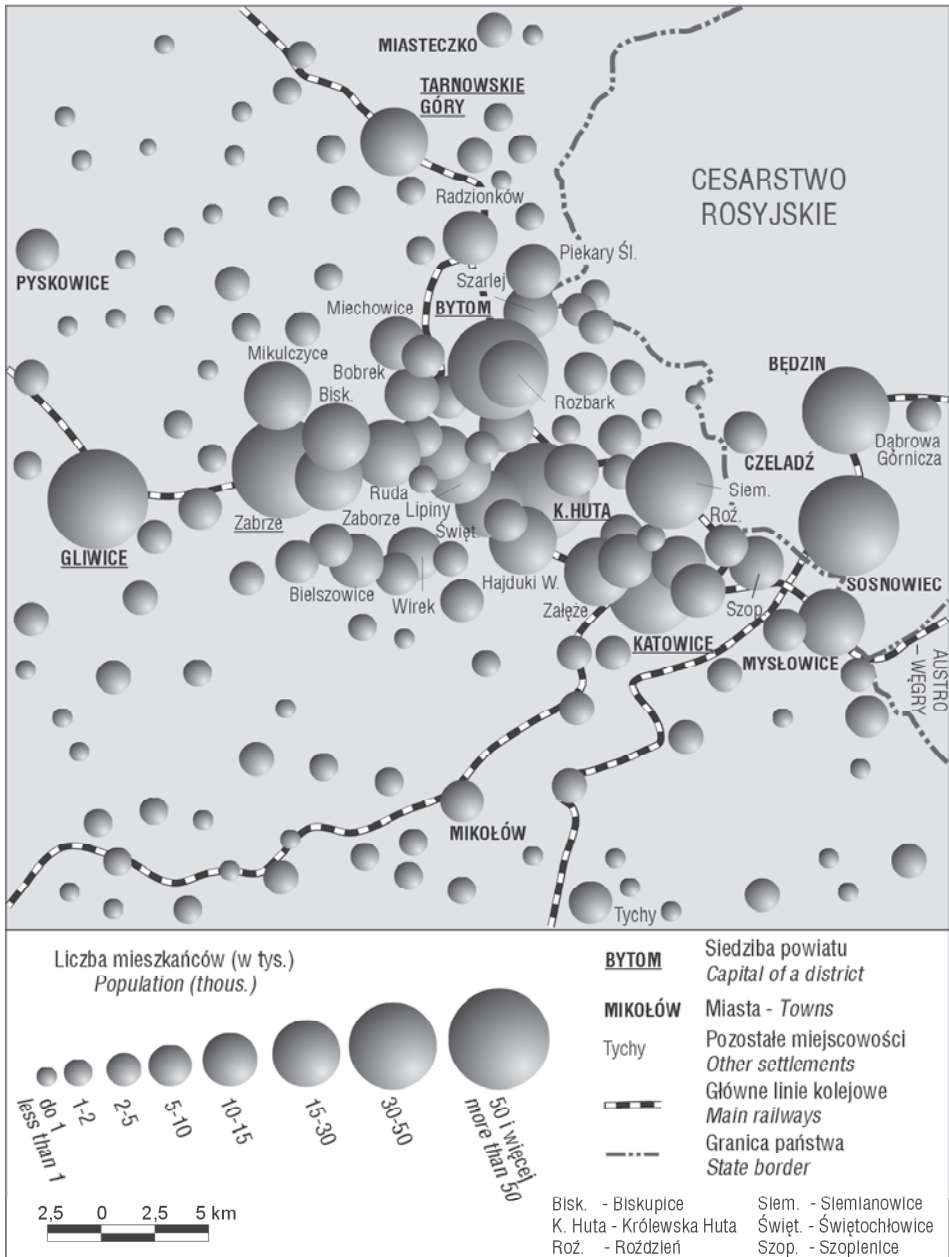 MIASTECZKO
TARNOWSKIE
GÓRY
CESARSTWO
ROSYJSKIE
Radzionków
Piekary Śl.
PYSKOWICE
Szarlej
Miechowice
BYTOM
Mikulczyce
Bobrek
BĘDZIN
Bisk.
Rozbark
Dąbrowa
Górnicza
CZELADŹ
Ruda
Lipiny
K.HUTA
Siem.
Zabrze
Zaborze
Święt.
Roź.
GLIWICE
Hajduki W.
SOSNOWIEC
Bielszowice
Wirek
Załęże
Szop.
KATOWICE
MYSŁOWICE
AUSTRO
– WĘGRY
MIKOŁÓW
Tychy
Liczba mieszkańców (w tys.)
Population (thous.)
do 1
less than 1
1-2
2-5
5-10
10-15
15-30
30-50
50 i więcej
more than 50
2,5 0 2,5 5 km
BYTOM Siedziba powiatu
Capital of a district
MIKOŁÓW Miasta - Towns
Tychy Pozostałe miejscowości
Other settlements
Główne linie kolejowe
Main railways
Granica państwa
State border
Bisk. - Biskupice Siem. - Siemianowice
K. Huta - Królewska Huta Święt. - Świętochłowice
Roź. - Roździeń Szop. - Szopienice